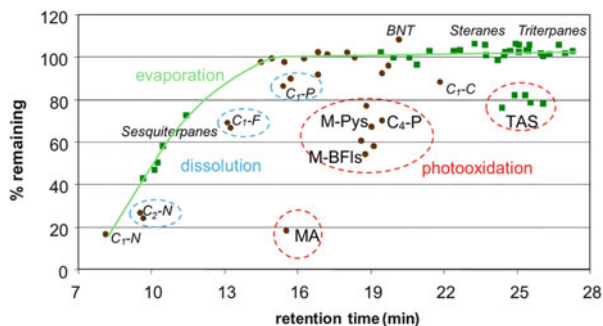 BNT Steranes Triterpanes
120
100
80
60
40
20
0
evaporation
C₁-P
C₁-C
Sesquiterpanes
C₁-F
M-Pys
C₄-P
TAS
dissolution
M-BFIs
photooxidation
C₂-N
C₁-N
MA
7 10 13 16 19 22 25 28
% remaining
retention time (min)